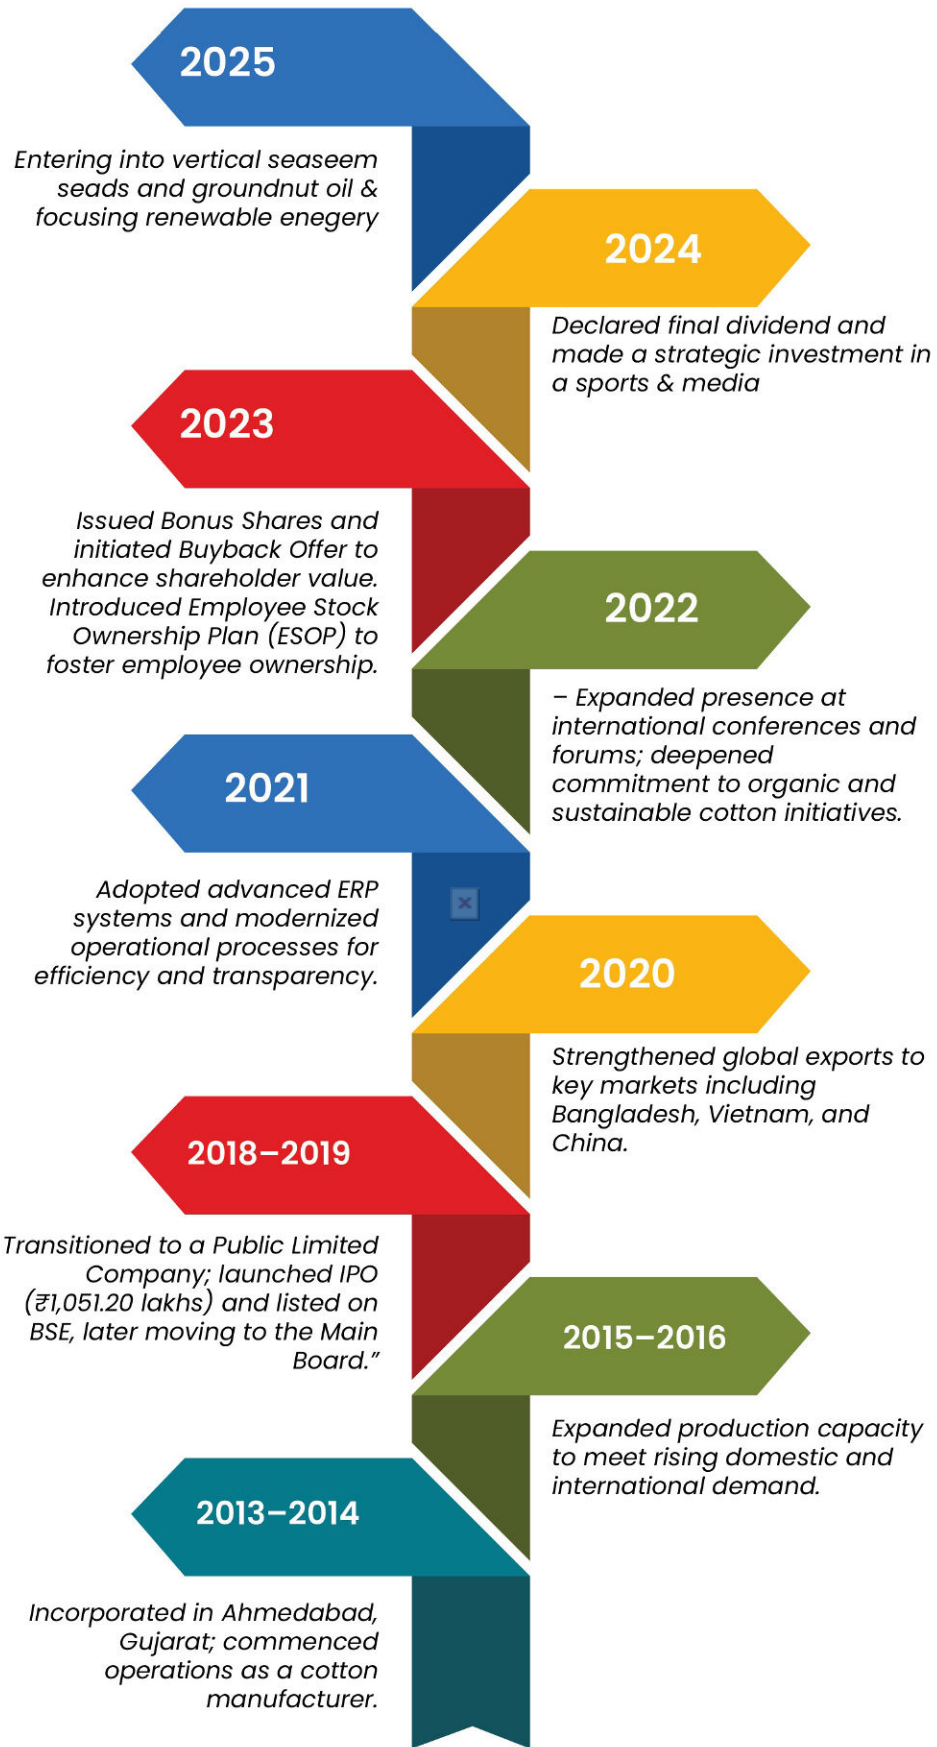 2025
Entering into vertical seaseem
seads and groundnut oil &
focusing renewable enegery
2024
Declared final dividend and
made a strategic investment in
a sports & media
2023
Issued Bonus Shares and
initiated Buyback Offer to
enhance shareholder value.
Introduced Employee Stock
Ownership Plan (ESOP) to
foster employee ownership.
2022
– Expanded presence at
international conferences and
forums; deepened
commitment to organic and
sustainable cotton initiatives.
2021
Adopted advanced ERP
systems and modernized
operational processes for
efficiency and transparency.
2020
Strengthened global exports to
key markets including
Bangladesh, Vietnam, and
China.
2018–2019
Transitioned to a Public Limited
Company; launched IPO
(₹1,051.20 lakhs) and listed on
BSE, later moving to the Main
Board.”
2015–2016
Expanded production capacity
to meet rising domestic and
international demand.
2013–2014
Incorporated in Ahmedabad,
Gujarat; commenced
operations as a cotton
manufacturer.